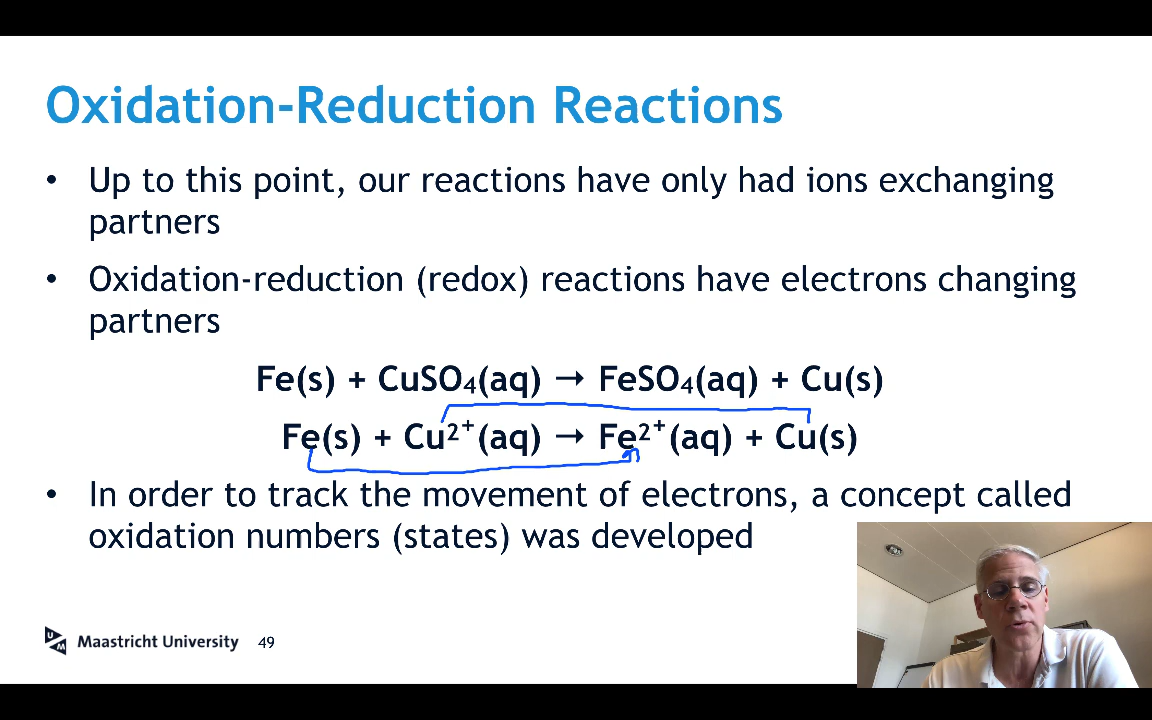 Oxidation-Reduction Reactions
• Up to this point, our reactions have only had ions exchanging
partners
• Oxidation-reduction (redox) reactions have electrons changing
partners
Fe(s) + CuSO₄(aq) → FeSO₄(aq) + Cu(s)
Fe(s) + Cu²⁺(aq) → Fe²⁺(aq) + Cu(s)
• In order to track the movement of electrons, a concept called
oxidation numbers (states) was developed
UM Maastricht University 49